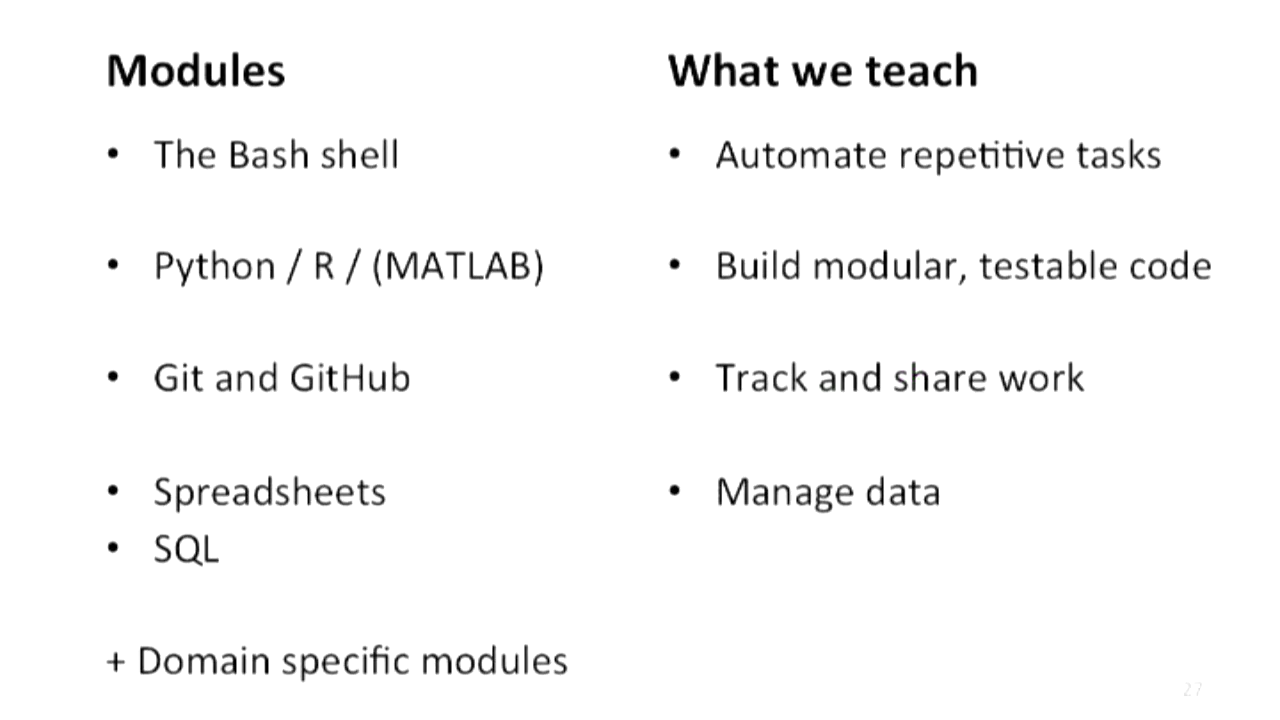 Modules
• The Bash shell
• Python / R / (MATLAB)
• Git and GitHub
• Spreadsheets
• SQL
+ Domain specific modules
What we teach
• Automate repetitive tasks
• Build modular, testable code
• Track and share work
• Manage data
27